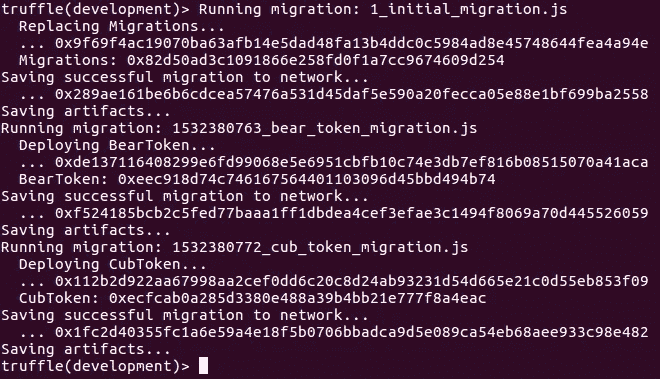 truffle(development)> Running migration: 1_initial_migration.js
  Replacing Migrations...
  ... 0x9f69f4ac19070ba63afb14e5dad48fa13b4ddc0c5984ad8e45748644fea4a94e
  Migrations: 0x82d50ad3c1091866e258fd0f1a7cc9674609d254
Saving successful migration to network...
  ... 0x289ae161be6b6cdcea57476a531d45daf5e590a20fecca05e88e1bf699ba2558
Saving artifacts...
Running migration: 1532380763_bear_token_migration.js
  Deploying BearToken...
  ... 0xde137116408299e6fd99068e5e6951cbfb10c74e3db7ef816b08515070a41aca
  BearToken: 0xeec918d74c746167564401103096d45bbd494b74
Saving successful migration to network...
  ... 0xf524185bcb2c5fed77baaa1ff1dbdea4cef3efae3c1494f8069a70d445526059
Saving artifacts...
Running migration: 1532380772_cub_token_migration.js
  Deploying CubToken...
  ... 0x112b2d922aa67998aa2cef0dd6c20c8d24ab93231d54d665e21c0d55eb853f09
  CubToken: 0xecfcab0a285d3380e488a39b4bb21e777f8a4eac
Saving successful migration to network...
  ... 0x1fc2d40355fc1a6e59a4e18f5b0706bbadca9d5e089ca54eb68aee933c98e482
Saving artifacts...
truffle(development)>